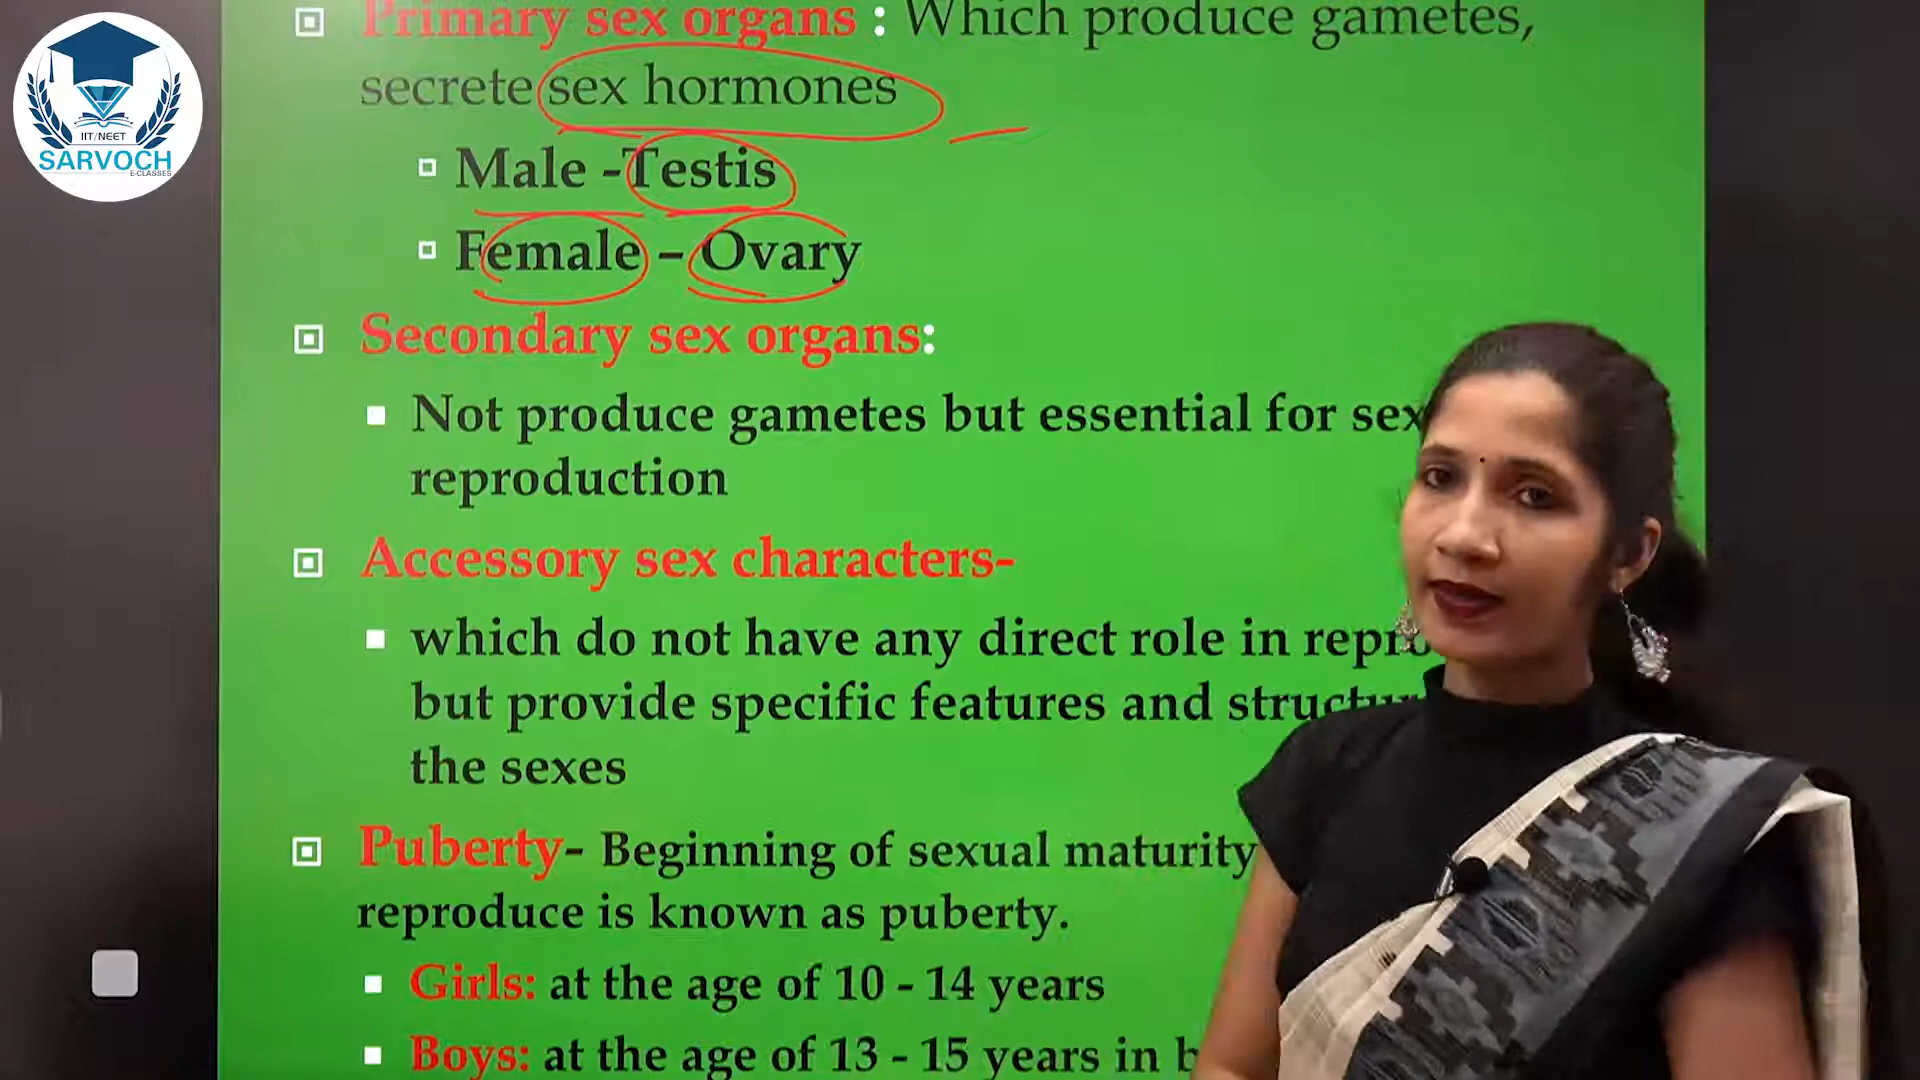 Primary sex organs : Which produce gametes,
secrete sex hormones
Male -Testis
Female – Ovary
Secondary sex organs:
Not produce gametes but essential for sex
reproduction
Accessory sex characters-
which do not have any direct role in repro
but provide specific features and structur
the sexes
Puberty- Beginning of sexual maturity
reproduce is known as puberty.
Girls: at the age of 10 - 14 years
Boys: at the age of 13 - 15 years in b
IIT/NEET
SARVOCH
E-CLASSES